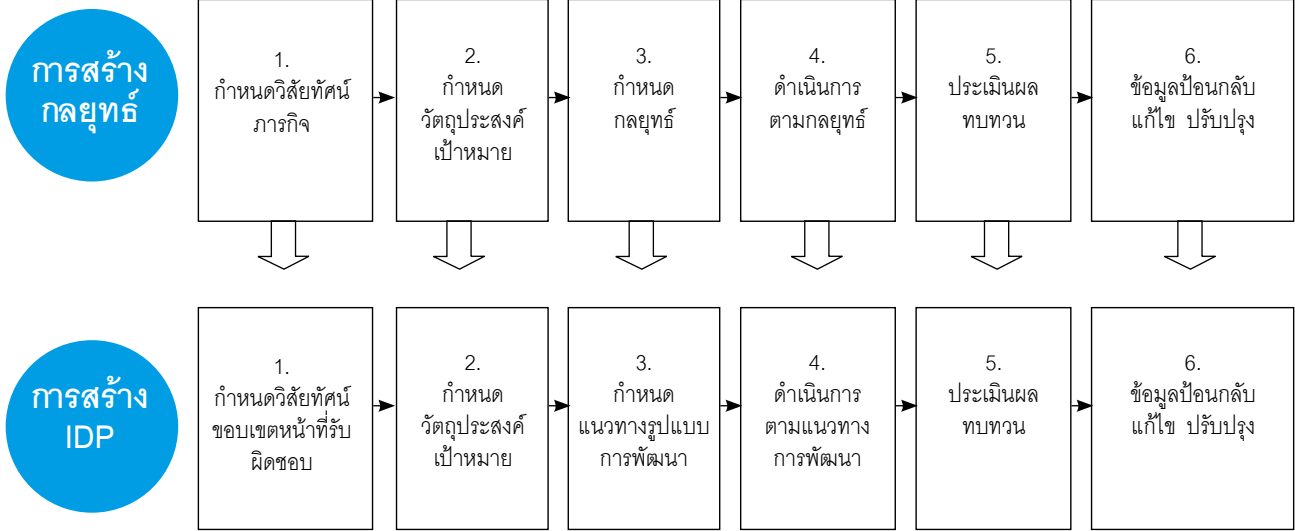 การสร้าง
กลยุทธ์
1.
กำหนดวิสัยทัศน์
ภารกิจ
2.
กำหนด
วัตถุประสงค์
เป้าหมาย
3.
กำหนด
กลยุทธ์
4.
ดำเนินการ
ตามกลยุทธ์
5.
ประเมินผล
ทบทวน
6.
ข้อมูลป้อนกลับ
แก้ไข ปรับปรุง
การสร้าง
IDP
1.
กำหนดวิสัยทัศน์
ขอบเขตหน้าที่รับ
ผิดชอบ
2.
กำหนด
วัตถุประสงค์
เป้าหมาย
3.
กำหนด
แนวทางรูปแบบ
การพัฒนา
4.
ดำเนินการ
ตามแนวทาง
การพัฒนา
5.
ประเมินผล
ทบทวน
6.
ข้อมูลป้อนกลับ
แก้ไข ปรับปรุง